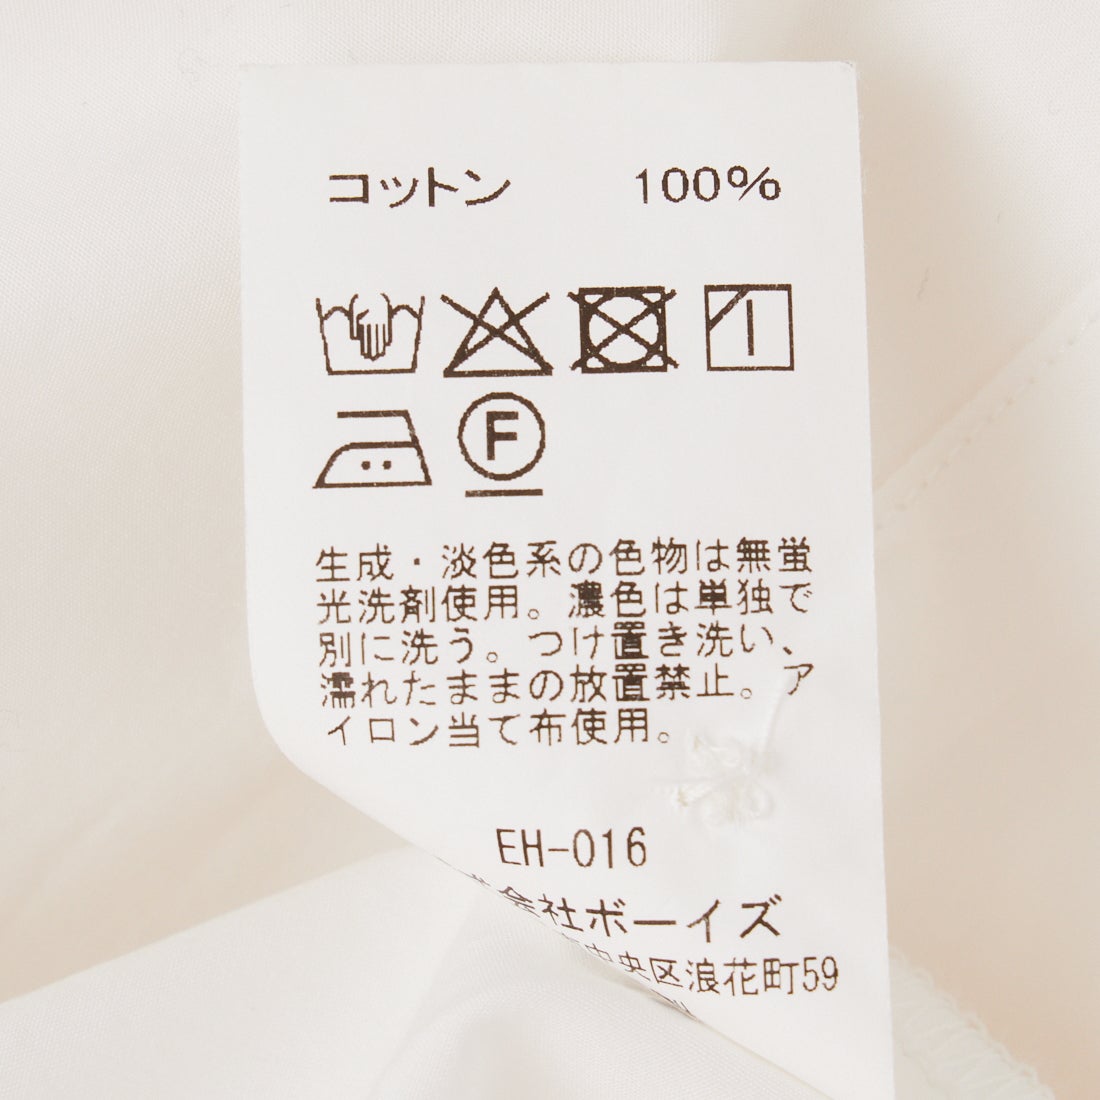 コットン 100%
F
生成・淡色系の色物は無蛍
光洗剤使用。濃色は単独で
別に洗う。つけ置き洗い、
濡れたままの放置禁止。ア
イロン当て布使用。
EH-016
会社ボーイズ
中央区浪花町59